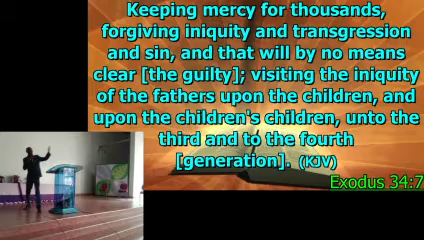 Keeping mercy for thousands,
forgiving iniquity and transgression
and sin, and that will by no means
clear [the guilty]; visiting the iniquity
of the fathers upon the children, and
upon the children's children, unto the
third and to the fourth
[generation]. (KJV)
Exodus 34:7